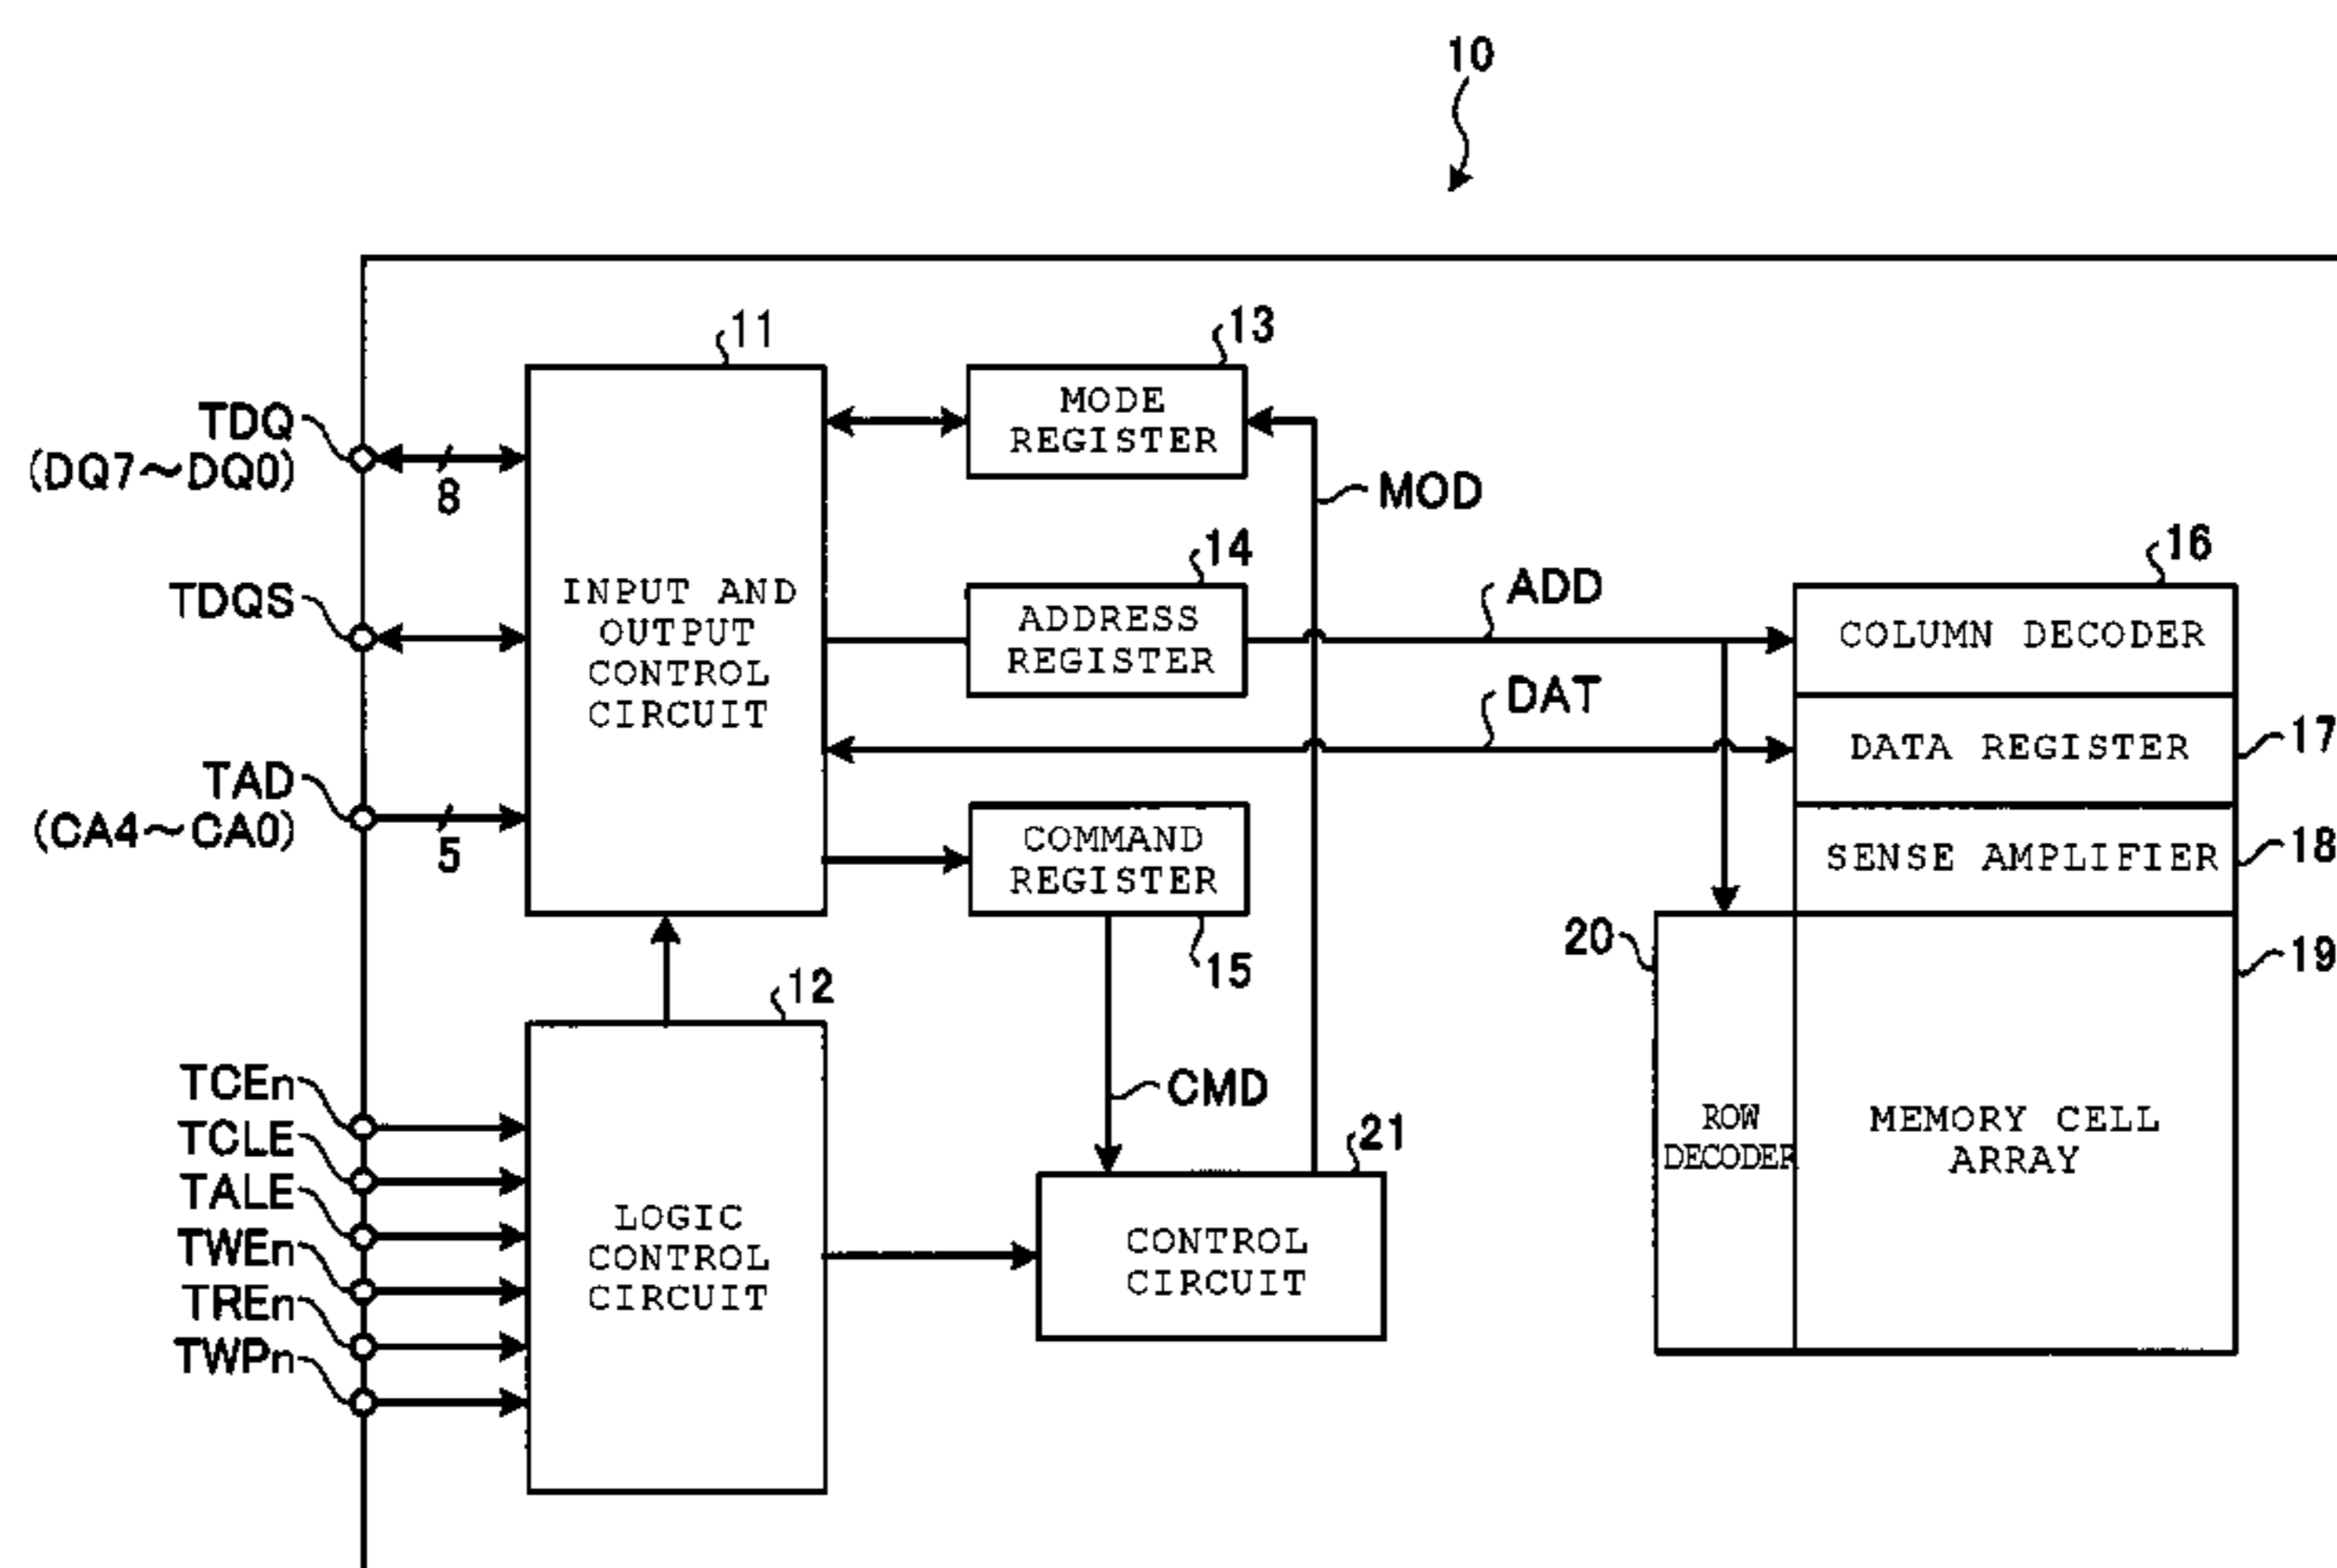 10
11
13
TDQ
(DQ7~DQ0)
8
MODE
REGISTER
MOD
14
16
TDQS
INPUT AND
OUTPUT
CONTROL
CIRCUIT
ADDRESS
REGISTER
ADD
COLUMN DECODER
DAT
DATA REGISTER
17
TAD
(CA4~CA0)
5
COMMAND
REGISTER
SENSE AMPLIFIER
18
15
20
19
12
TCEn
TCLE
TALE
TWEn
TREn
TWPn
CMD
21
LOGIC
CONTROL
CIRCUIT
CONTROL
CIRCUIT
ROW
DECODER
MEMORY CELL
ARRAY